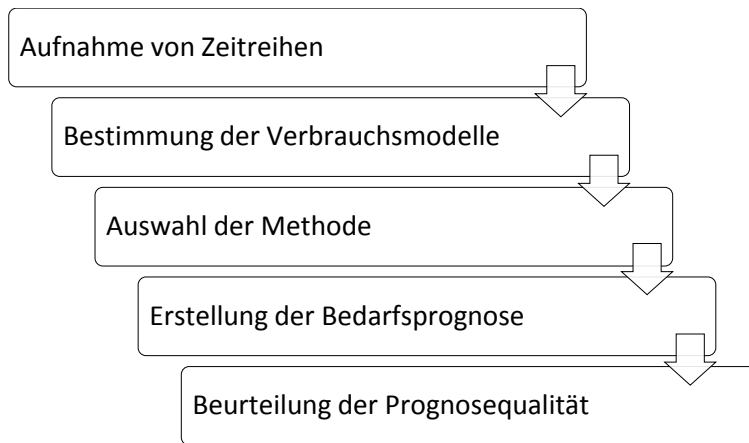 Aufnahme von Zeitreihen
Bestimmung der Verbrauchsmodelle
Auswahl der Methode
Erstellung der Bedarfsprognose
Beurteilung der Prognosequalität